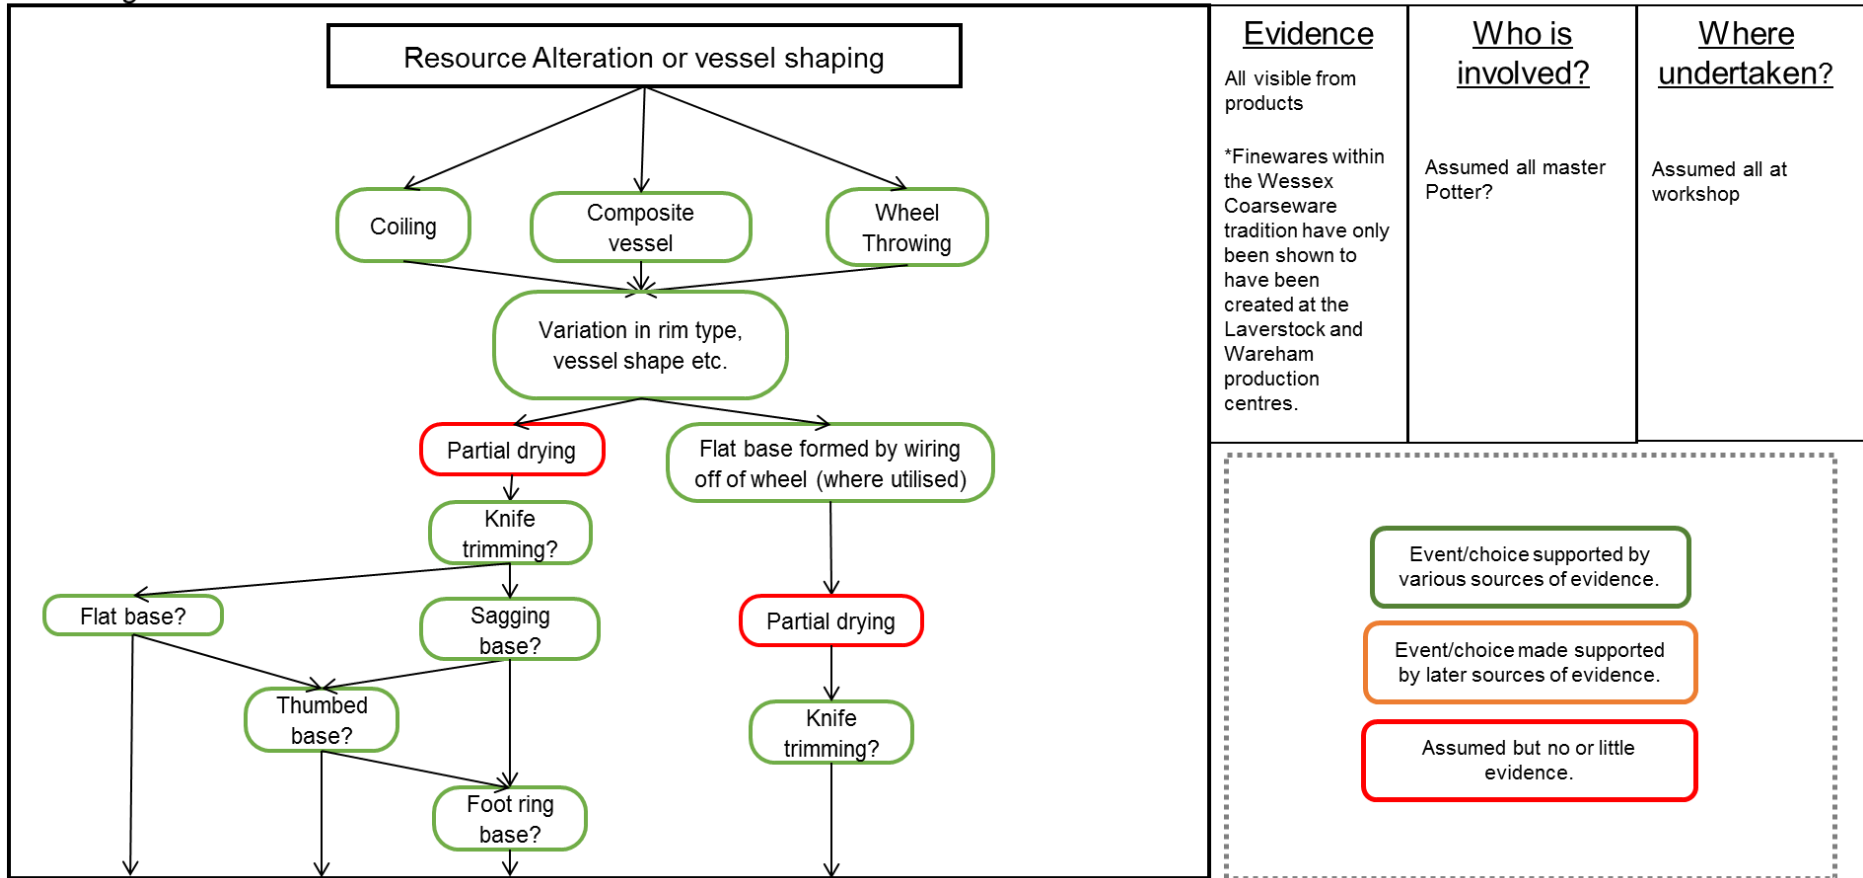 Resource Alteration or vessel shaping
Coiling
Composite
vessel
Wheel
Throwing
Variation in rim type,
vessel shape etc.
Partial drying
Flat base formed by wiring
off of wheel (where utilised)
Knife
trimming?
Flat base?
Sagging
base?
Partial drying
Thumbed
base?
Knife
trimming?
Foot ring
base?
Evidence
All visible from
products
*Finewares within
the Wessex
Coarseware
tradition have only
been shown to
have been
created at the
Laverstock and
Wareham
production
centres.
Who is
involved?
Assumed all master
Potter?
Where
undertaken?
Assumed all at
workshop
Event/choice supported by
various sources of evidence.
Event/choice made supported
by later sources of evidence.
Assumed but no or little
evidence.